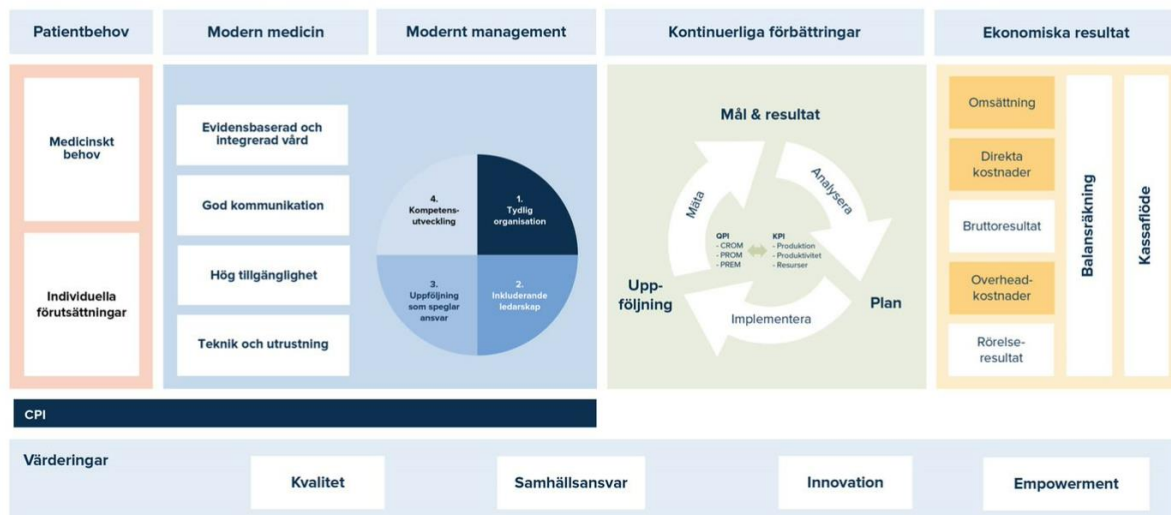 Patientbehov
Modern medicin
Modernt management
Kontinuerliga förbättringar
Ekonomiska resultat
Medicinskt
behov
Individuella
förutsättningar
Evidensbaserad och
integrerad vård
God kommunikation
Hög tillgänglighet
Teknik och utrustning
4.
Kompetens-
utveckling
1.
Tydlig
organisation
3.
Uppföljning
som speglar
ansvar
2.
Inkluderande
ledarskap
Mål & resultat
Mäta
Analysera
QPI
- CROM
- PROM
- PREM
KPI
- Produktion
- Produktivitet
- Resurser
Upp-
följning
Plan
Implementera
Omsättning
Direkta
kostnader
Bruttoresultat
Overhead-
kostnader
Rörelse-
resultat
Balansräkning
Kassaflöde
CPI
Värderingar
Kvalitet
Samhällsansvar
Innovation
Empowerment